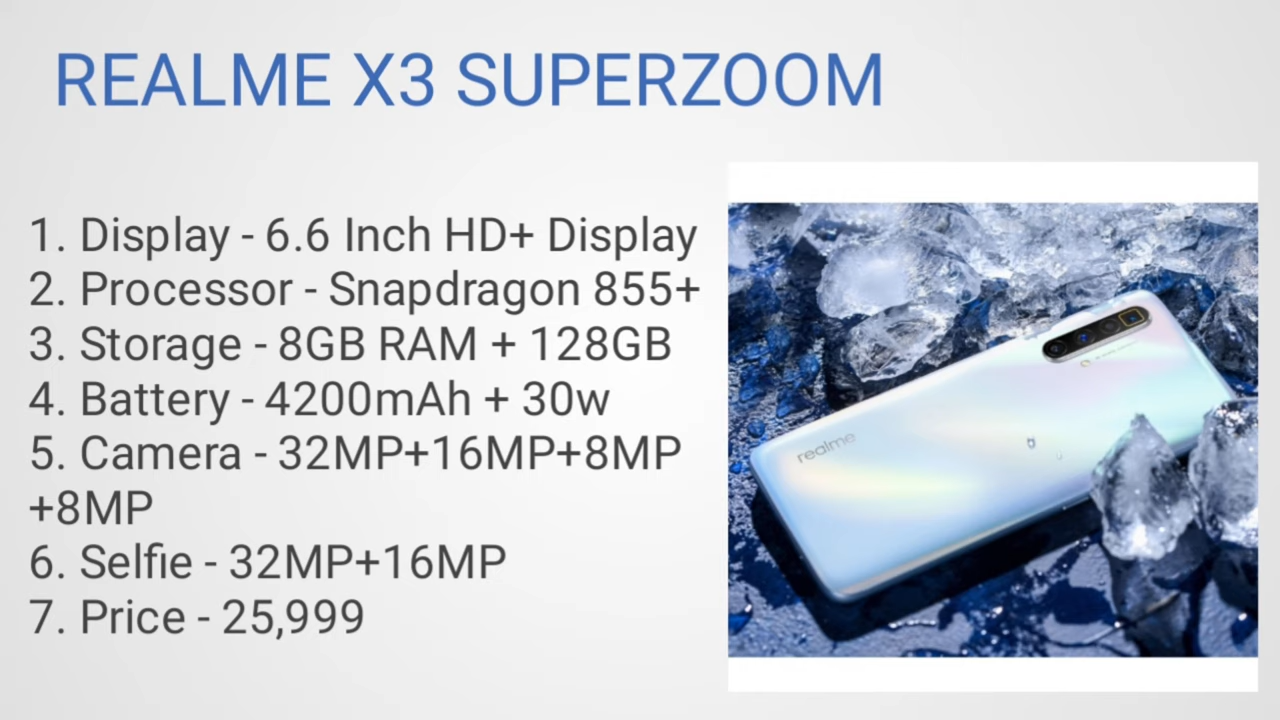 REALME X3 SUPERZOOM
1. Display - 6.6 Inch HD+ Display
2. Processor - Snapdragon 855+
3. Storage - 8GB RAM + 128GB
4. Battery - 4200mAh + 30w
5. Camera - 32MP+16MP+8MP
+8MP
6. Selfie - 32MP+16MP
7. Price - 25,999
realme